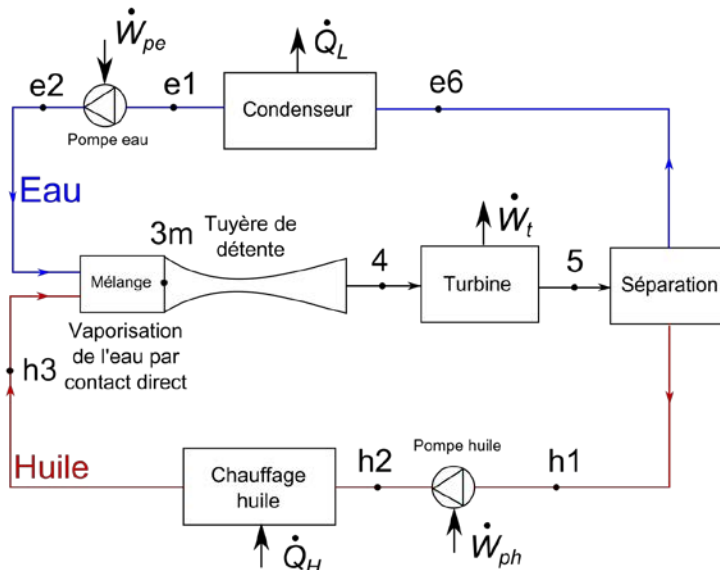 Ẇpe
Q̇L
e2
e1
e6
Condenseur
Pompe eau
Eau
3m
Tuyère de
détente
Ẇt
Mélange
4
Turbine
5
Séparation
Vaporisation
de l'eau par
contact direct
h3
Huile
Chauffage
huile
h2
Pompe huile
h1
Q̇H
Ẇph